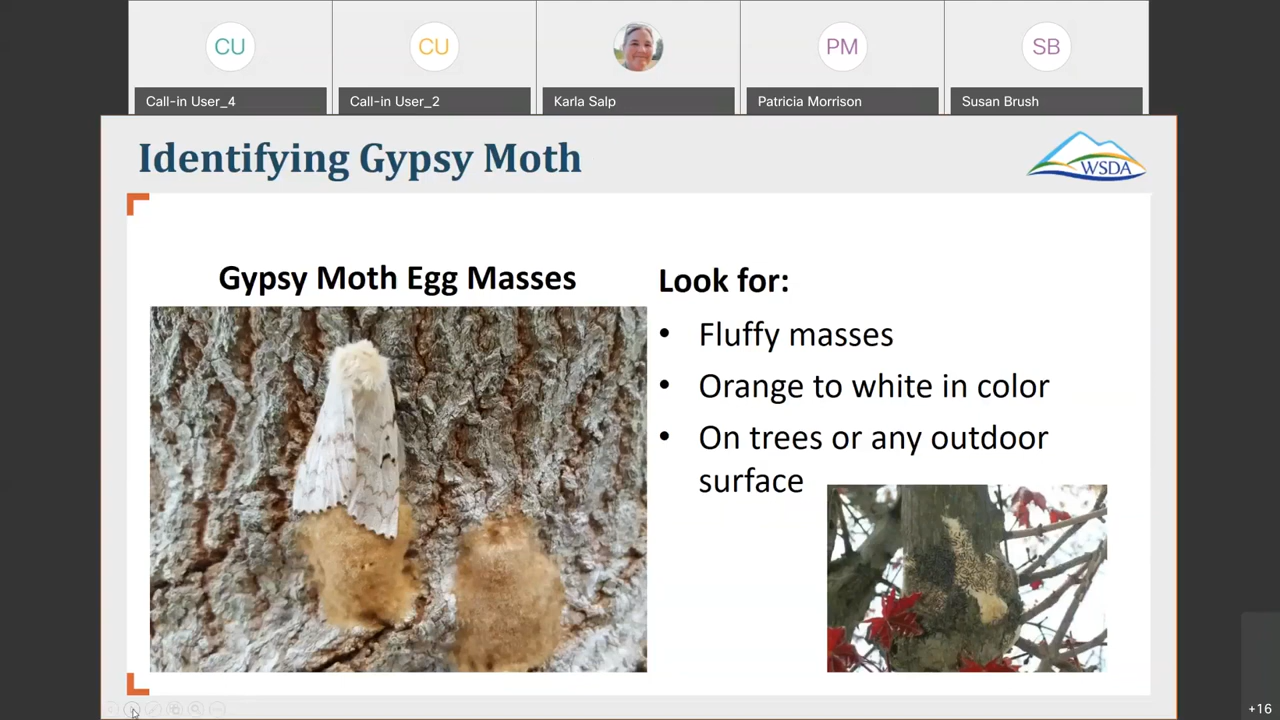 CU
CU
PM
SB
Call-in User_4
Call-in User_2
Karla Salp
Patricia Morrison
Susan Brush
Identifying Gypsy Moth
WSDA
Gypsy Moth Egg Masses
Look for:
• Fluffy masses
• Orange to white in color
• On trees or any outdoor
surface
+16